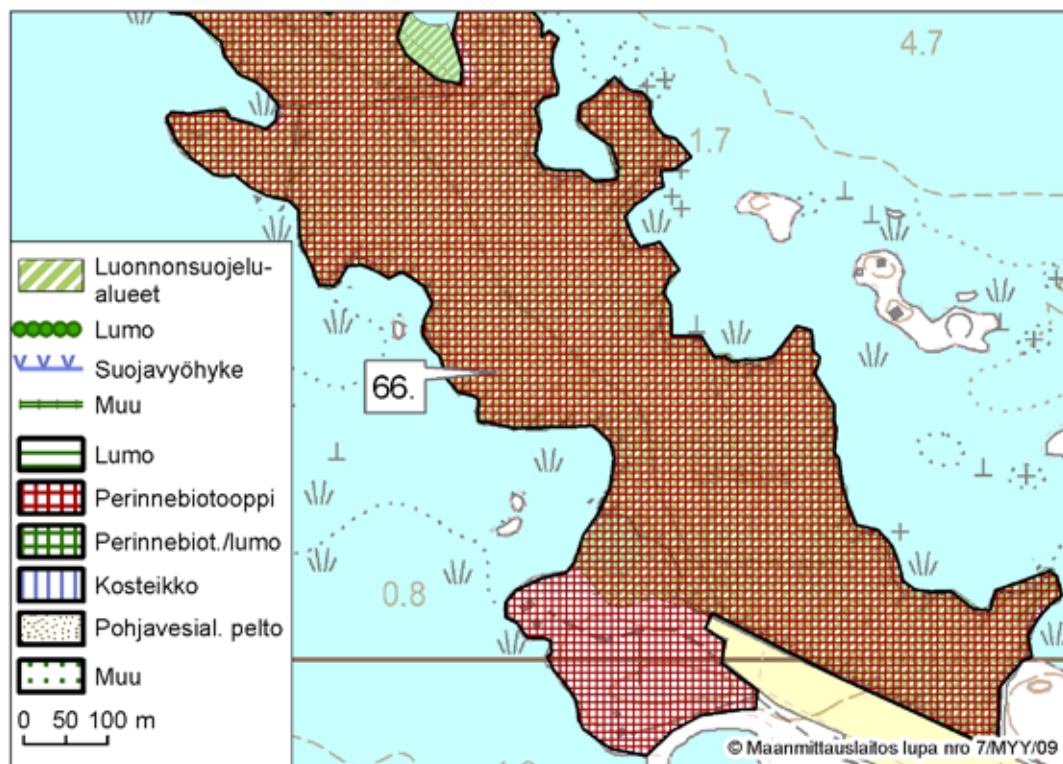 4.7
1.7
66.
0.8
Luonnonsuojelu-
alueet
Lumo
Suojavyöhyke
Muu
Lumo
Perinnebiotooppi
Perinnebiot./lumo
Kosteikko
Pohjavesial. pelto
Muu
0 50 100 m
© Maanmittauslaitos lupa nro 7/MYY/09